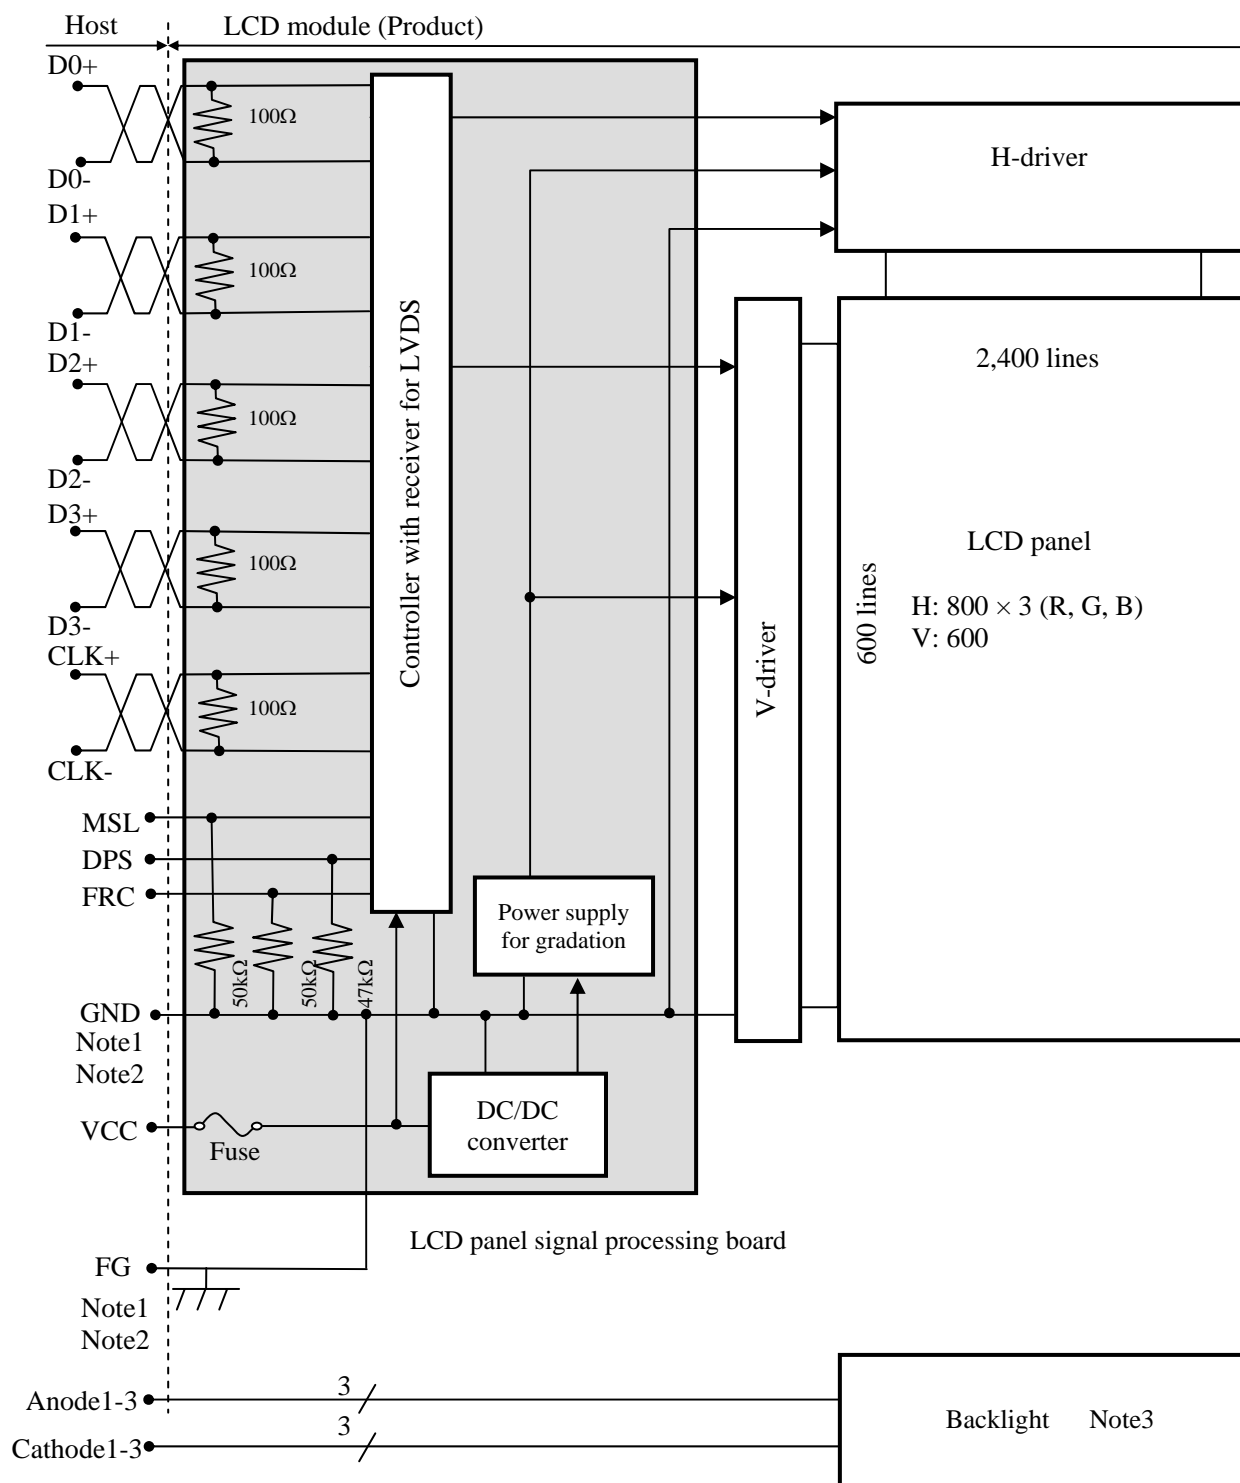 Host
LCD module (Product)
D0+
100Ω
D0-
D1+
100Ω
D1-
D2+
100Ω
D2-
D3+
100Ω
D3-
CLK+
100Ω
CLK-
MSL
DPS
FRC
50kΩ
50kΩ
47kΩ
GND
Note1
Note2
VCC
Fuse
Controller with receiver for LVDS
Power supply
for gradation
DC/DC
converter
LCD panel signal processing board
H-driver
V-driver
2,400 lines
600 lines
LCD panel
H: 800 × 3 (R, G, B)
V: 600
FG
Note1
Note2
Anode1-3
3
Cathode1-3
3
Backlight Note3